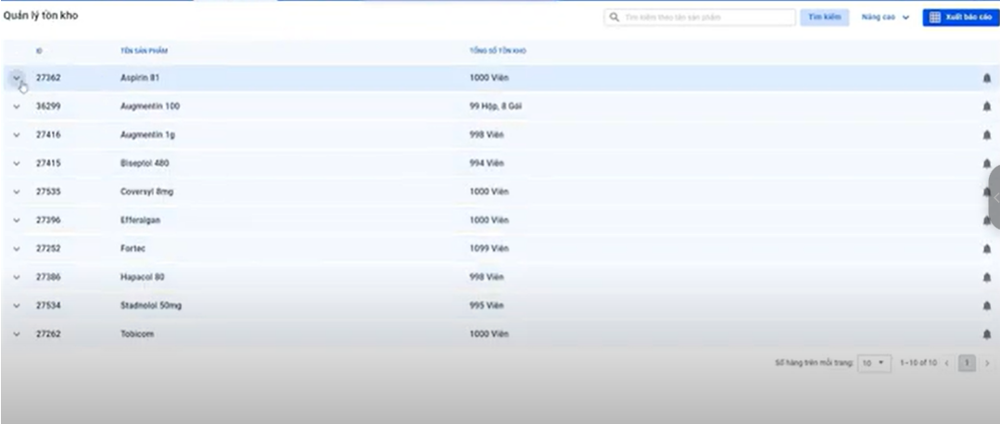 Quản lý tồn kho
Tìm kiếm theo tên sản phẩm
Tìm kiếm
Nâng cao
Xuất báo cáo
ID TÊN SẢN PHẨM TỔNG SỐ TỒN KHO
27362 Aspirin 81 1000 Viên
36299 Augmentin 100 99 Hộp, 8 Gói
27416 Augmentin 1g 998 Viên
27415 Biseptol 480 994 Viên
27535 Coversyl 8mg 1000 Viên
27396 Efferalgan 1000 Viên
27252 Fortec 1099 Viên
27386 Hapacol 80 998 Viên
27534 Stadnolol 50mg 995 Viên
27262 Tobicom 1000 Viên
Số hàng trên mỗi trang: 10 1-10 of 10 1